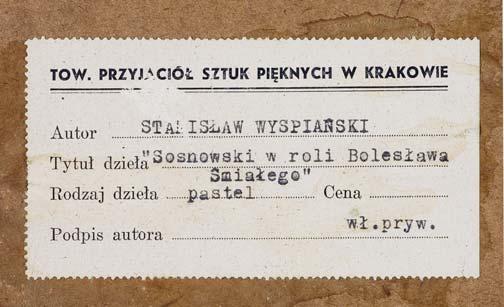 TOW. PRZYJACIÓŁ SZTUK PIĘKNYCH W KRAKOWIE
Autor STANISŁAW WYSPIAŃSKI
Tytuł dzieła "Sosnowski w roli Bolesława
Śmiałego"
Rodzaj dzieła pastel Cena
wł.pryw.
Podpis autora